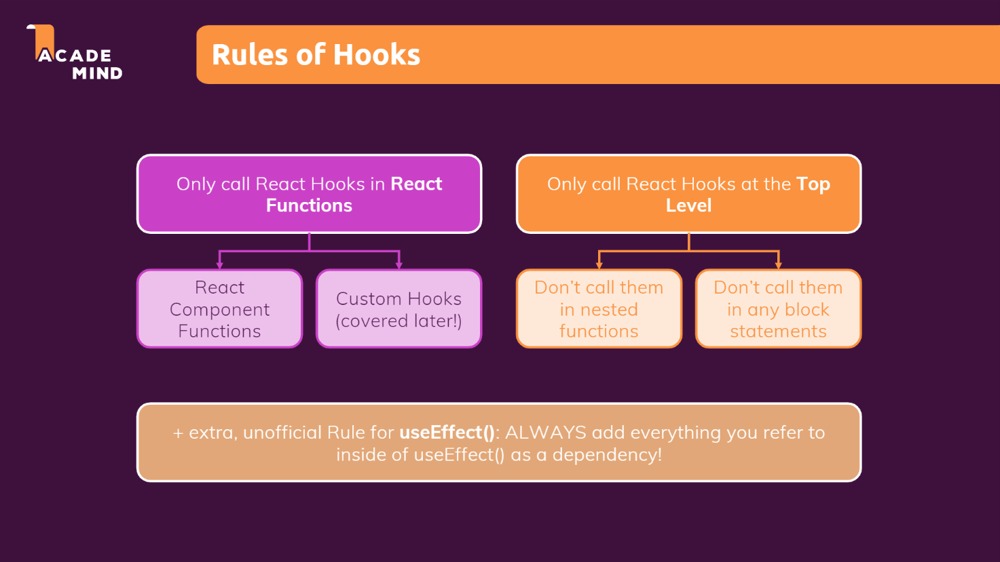 ACADE
MIND
Rules of Hooks
Only call React Hooks in React
Functions
Only call React Hooks at the Top
Level
React
Component
Functions
Custom Hooks
(covered later!)
Don’t call them
in nested
functions
Don’t call them
in any block
statements
+ extra, unofficial Rule for useEffect(): ALWAYS add everything you refer to
inside of useEffect() as a dependency!